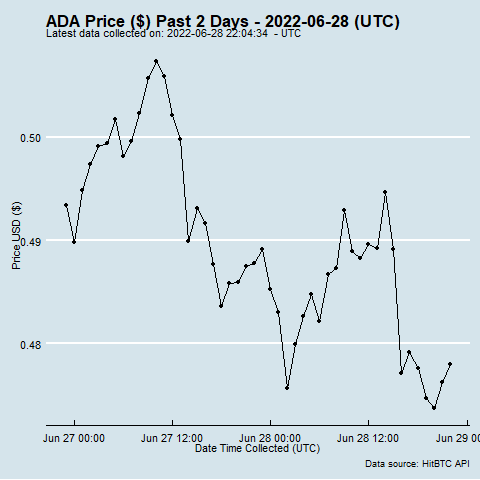 ADA Price ($) Past 2 Days - 2022-06-28 (UTC)
Latest data collected on: 2022-06-28 22:04:34 - UTC
0.50
0.49
0.48
Price USD ($)
Jun 27 00:00 Jun 27 12:00 Jun 28 00:00 Jun 28 12:00 Jun 29 00
Date Time Collected (UTC)
Data source: HitBTC API